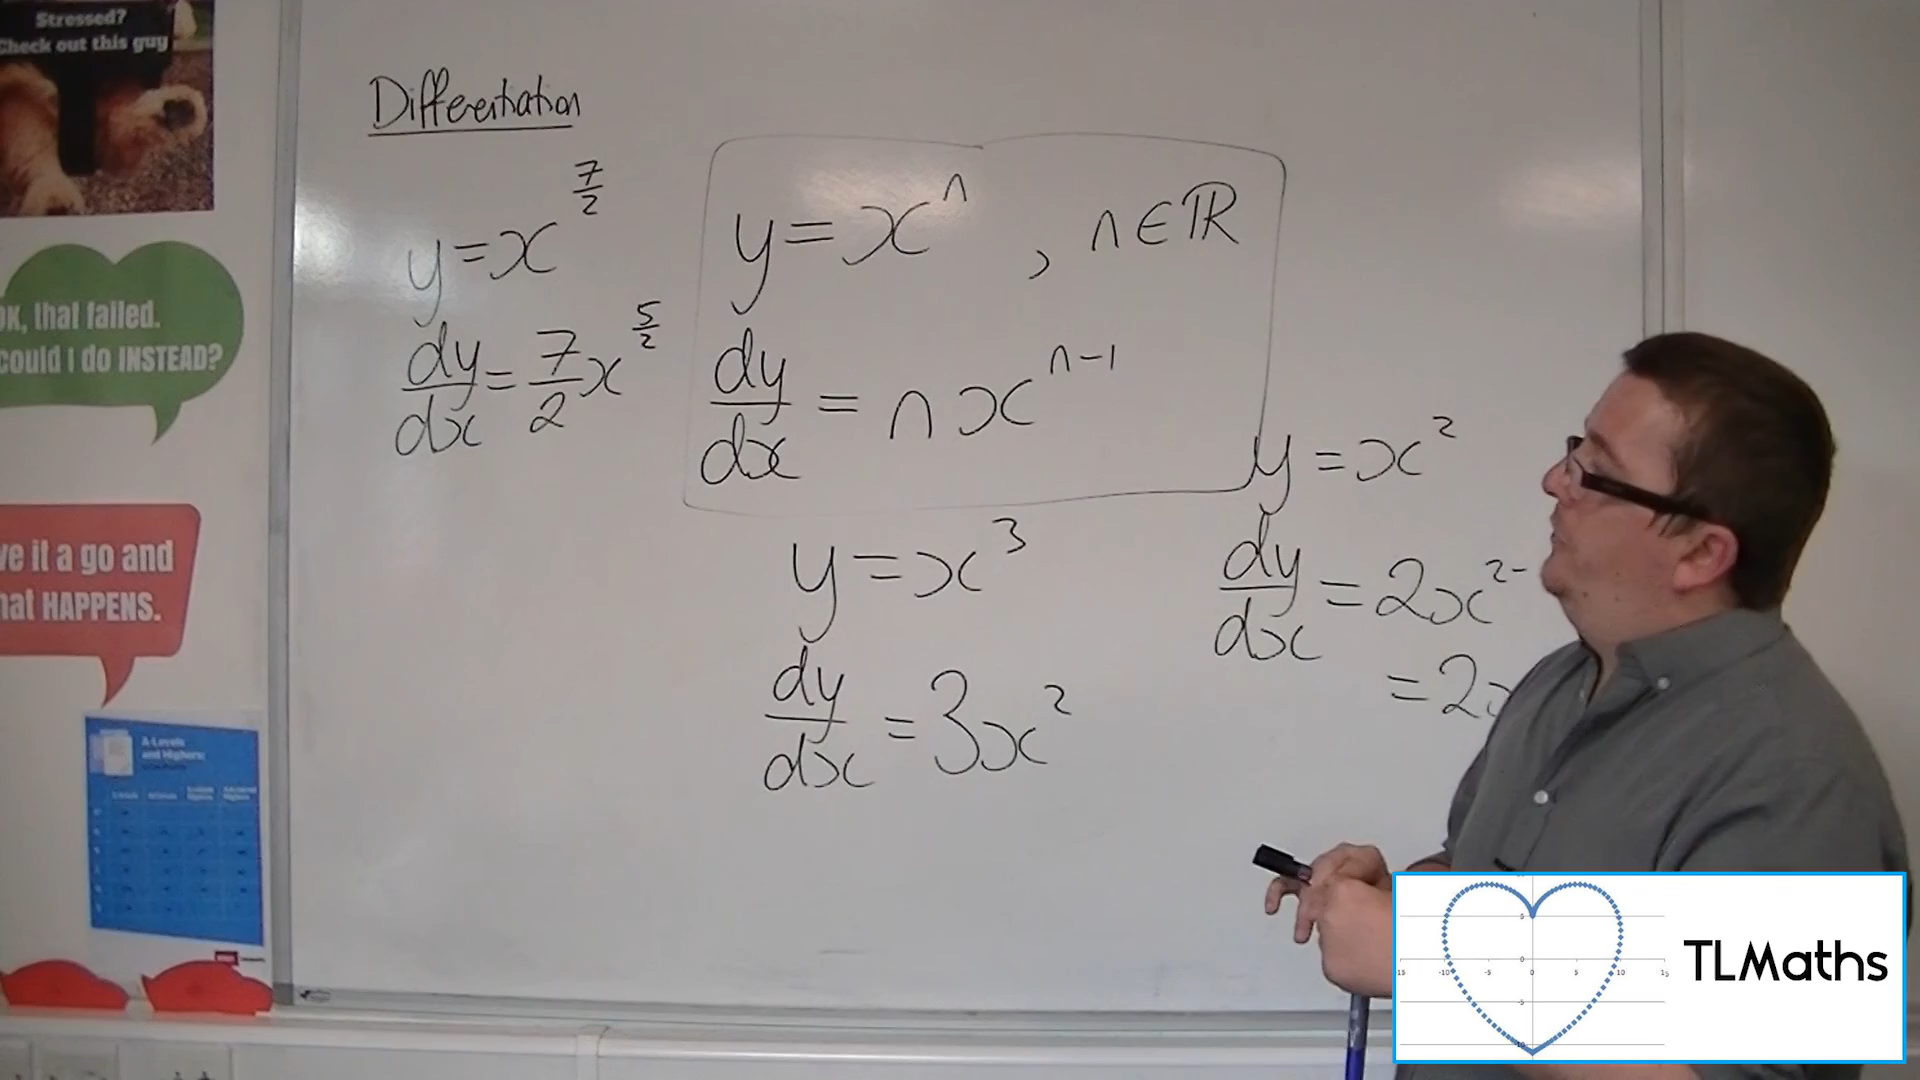 Stressed?
Check out this guy
OK, that failed.
could I do INSTEAD?
ve it a go and
hat HAPPENS.
A-Levels
and Highers:
Differentiation
y = x^{7/2}
dy/dx = 7/2 x^{5/2}
y = x^n , n ∈ ℝ
dy/dx = n x^{n-1}
y = x^3
dy/dx = 3x^2
y = x^2
dy/dx = 2x^{2-
= 2x
TLMaths